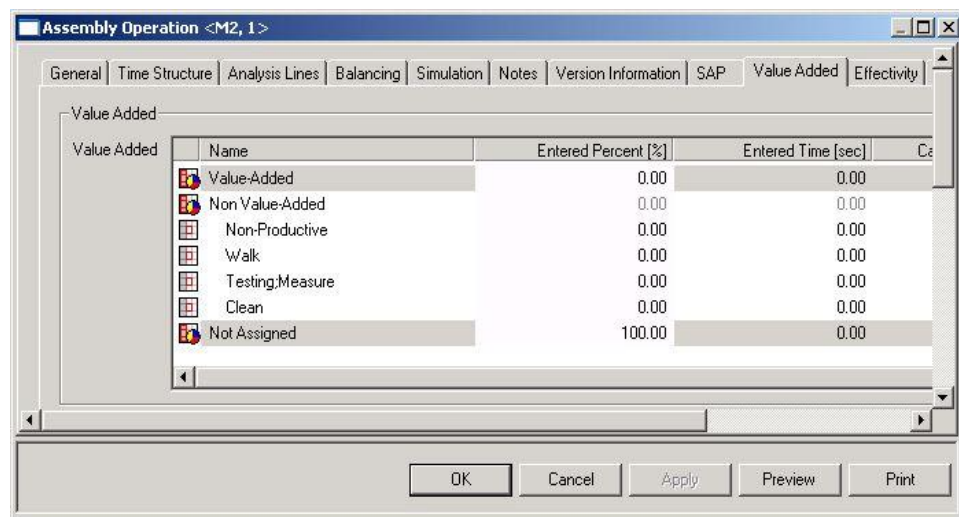 Assembly Operation <M2, 1>
General Time Structure Analysis Lines Balancing Simulation Notes Version Information SAP Value Added Effectivity
Value Added
Value Added Name Entered Percent [%] Entered Time [sec] Ca
Value-Added 0.00 0.00
Non Value-Added 0.00 0.00
Non-Productive 0.00 0.00
Walk 0.00 0.00
Testing;Measure 0.00 0.00
Clean 0.00 0.00
Not Assigned 100.00 0.00
OK Cancel Apply Preview Print